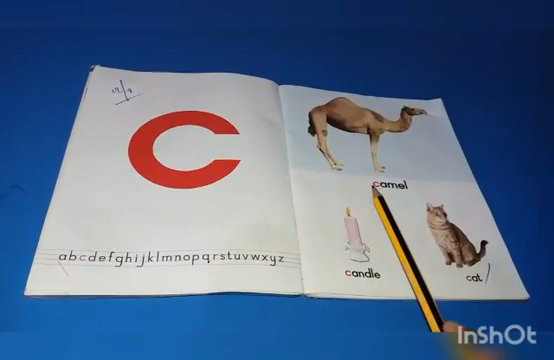 c
abcdefghijklmnopqrstuvwxyz
camel
candle
cat
InShOt